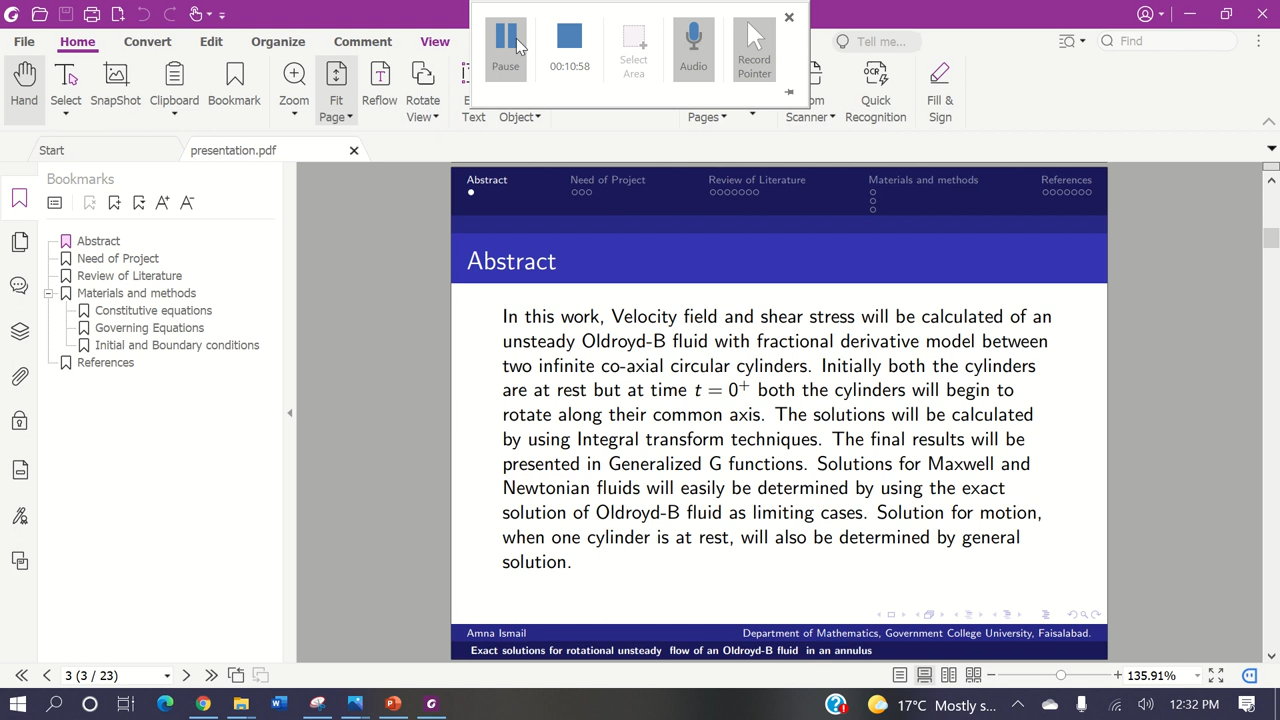 File Home Convert Edit Organize Comment View Tell me... Find
Pause 00:10:58 Select Area Audio Record Pointer
Hand Select SnapShot Clipboard Bookmark Zoom Fit Page Reflow Rotate View Text Object Pages Scanner Quick Recognition Fill & Sign
OCR
Start presentation.pdf
Bookmarks
Abstract
Need of Project
Review of Literature
Materials and methods
Constitutive equations
Governing Equations
Initial and Boundary conditions
References
Abstract Need of Project Review of Literature Materials and methods References
Abstract
In this work, Velocity field and shear stress will be calculated of an
unsteady Oldroyd-B fluid with fractional derivative model between
two infinite co-axial circular cylinders. Initially both the cylinders
are at rest but at time t = 0⁺ both the cylinders will begin to
rotate along their common axis. The solutions will be calculated
by using Integral transform techniques. The final results will be
presented in Generalized G functions. Solutions for Maxwell and
Newtonian fluids will easily be determined by using the exact
solution of Oldroyd-B fluid as limiting cases. Solution for motion,
when one cylinder is at rest, will also be determined by general
solution.
Amna Ismail Department of Mathematics, Government College University, Faisalabad.
Exact solutions for rotational unsteady flow of an Oldroyd-B fluid in an annulus
3 (3 / 23) 135.91%
17°C Mostly s... 12:32 PM